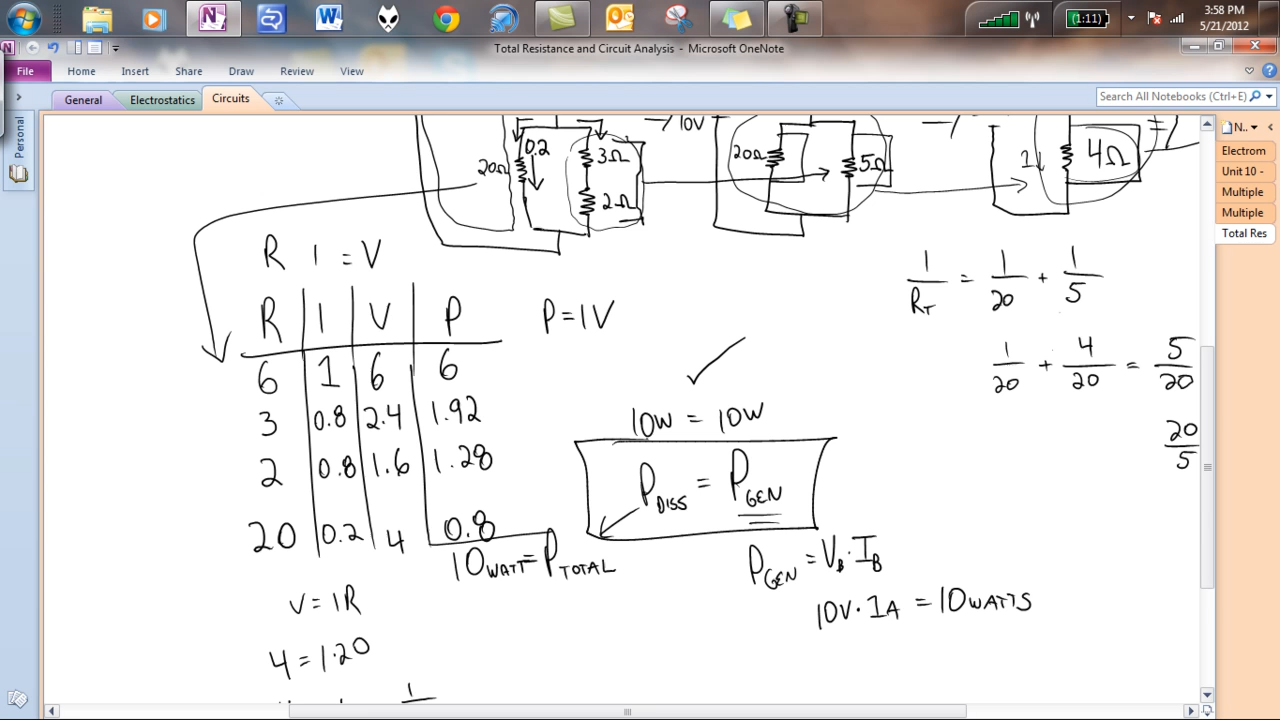 3:58 PM
(1:11)
5/21/2012
Total Resistance and Circuit Analysis - Microsoft OneNote
File Home Insert Share Draw Review View
General Electrostatics Circuits
Search All Notebooks (Ctrl+E)
Personal
N..
Electrom
Unit 10 -
Multiple
Multiple
Total Res
20Ω 0.2 3Ω 2Ω
10V 20Ω 5Ω
1 4Ω
R I = V
R I V P
6 1 6 6
3 0.8 2.4 1.92
2 0.8 1.6 1.28
20 0.2 4 0.8
10 WATT = P TOTAL
P = IV
10W = 10W
P DISS = P GEN
P GEN = V B · I B
10V · 1A = 10 WATTS
V = IR
4 = I·20
1
1/R T = 1/20 + 1/5
1/20 + 4/20 = 5/20
20/5